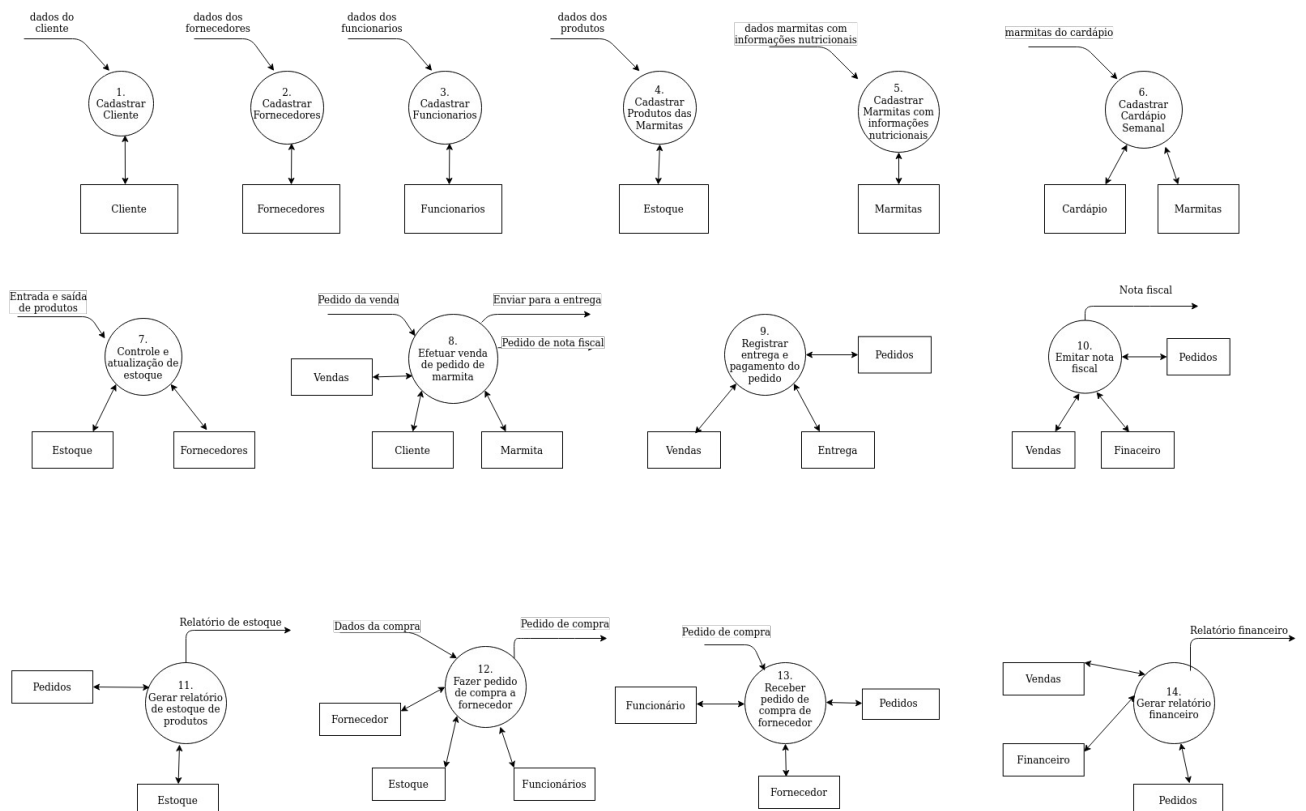 dados do
cliente
dados dos
fornecedores
dados dos
funcionarios
dados dos
produtos
dados marmitas com
informações nutricionais
marmitas do cardápio
1.
Cadastrar
Cliente
2.
Cadastrar
Fornecedores
3.
Cadastrar
Funcionarios
4.
Cadastrar
Produtos das
Marmitas
5.
Cadastrar
Marmitas com
informações
nutricionais
6.
Cadastrar
Cardápio
Semanal
Cliente
Fornecedores
Funcionarios
Estoque
Marmitas
Cardápio
Marmitas
Entrada e saída
de produtos
7.
Controle e
atualização de
estoque
Estoque
Fornecedores
Pedido da venda
Enviar para a entrega
Pedido de nota fiscal
8.
Efetuar venda
de pedido de
marmita
Vendas
Cliente
Marmita
9.
Registrar
entrega e
pagamento do
pedido
Pedidos
Vendas
Entrega
Nota fiscal
10.
Emitar nota
fiscal
Pedidos
Vendas
Finaceiro
Relatório de estoque
Pedidos
11.
Gerar relatório
de estoque de
produtos
Estoque
Dados da compra
Pedido de compra
12.
Fazer pedido
de compra a
fornecedor
Fornecedor
Estoque
Funcionários
Pedido de compra
13.
Receber
pedido de
compra de
fornecedor
Funcionário
Pedidos
Fornecedor
Relatório financeiro
Vendas
14.
Gerar relatório
financeiro
Financeiro
Pedidos